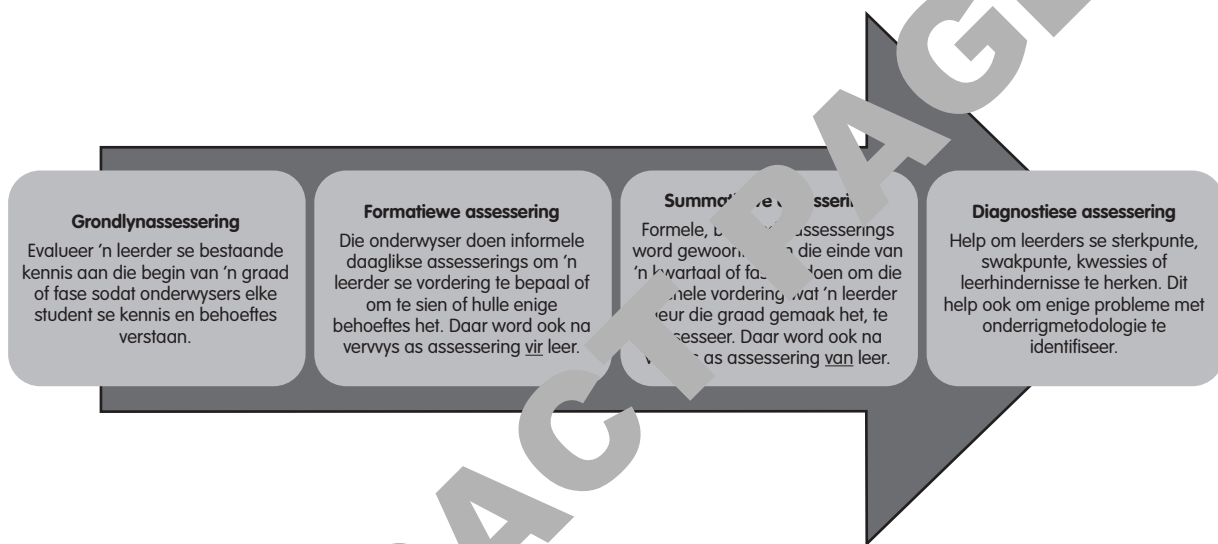 Grondlynassessering
Evalueer 'n leerder se bestaande
kennis aan die begin van 'n graad
of fase sodat onderwysers elke
student se kennis en behoeftes
verstaan.
Formatiewe assessering
Die onderwyser doen informele
daaglikse assesserings om 'n
leerder se vordering te bepaal of
om te sien of hulle enige
behoeftes het. Daar word ook na
vervvys as assessering vir leer.
Formele, assesserings
word die einde van
'n kwartaal of doen om die
vordering wat 'n leerder
die graad gemaak het, te
Daar word ook na
as assessering van leer.
Diagnostiese assessering
Help om leerders se sterkpunte,
swakpunte, kwessies of
leerhindernisse te herken. Dit
help ook om enige probleme met
onderrigmetodologie te
identifiseer.
PAGE